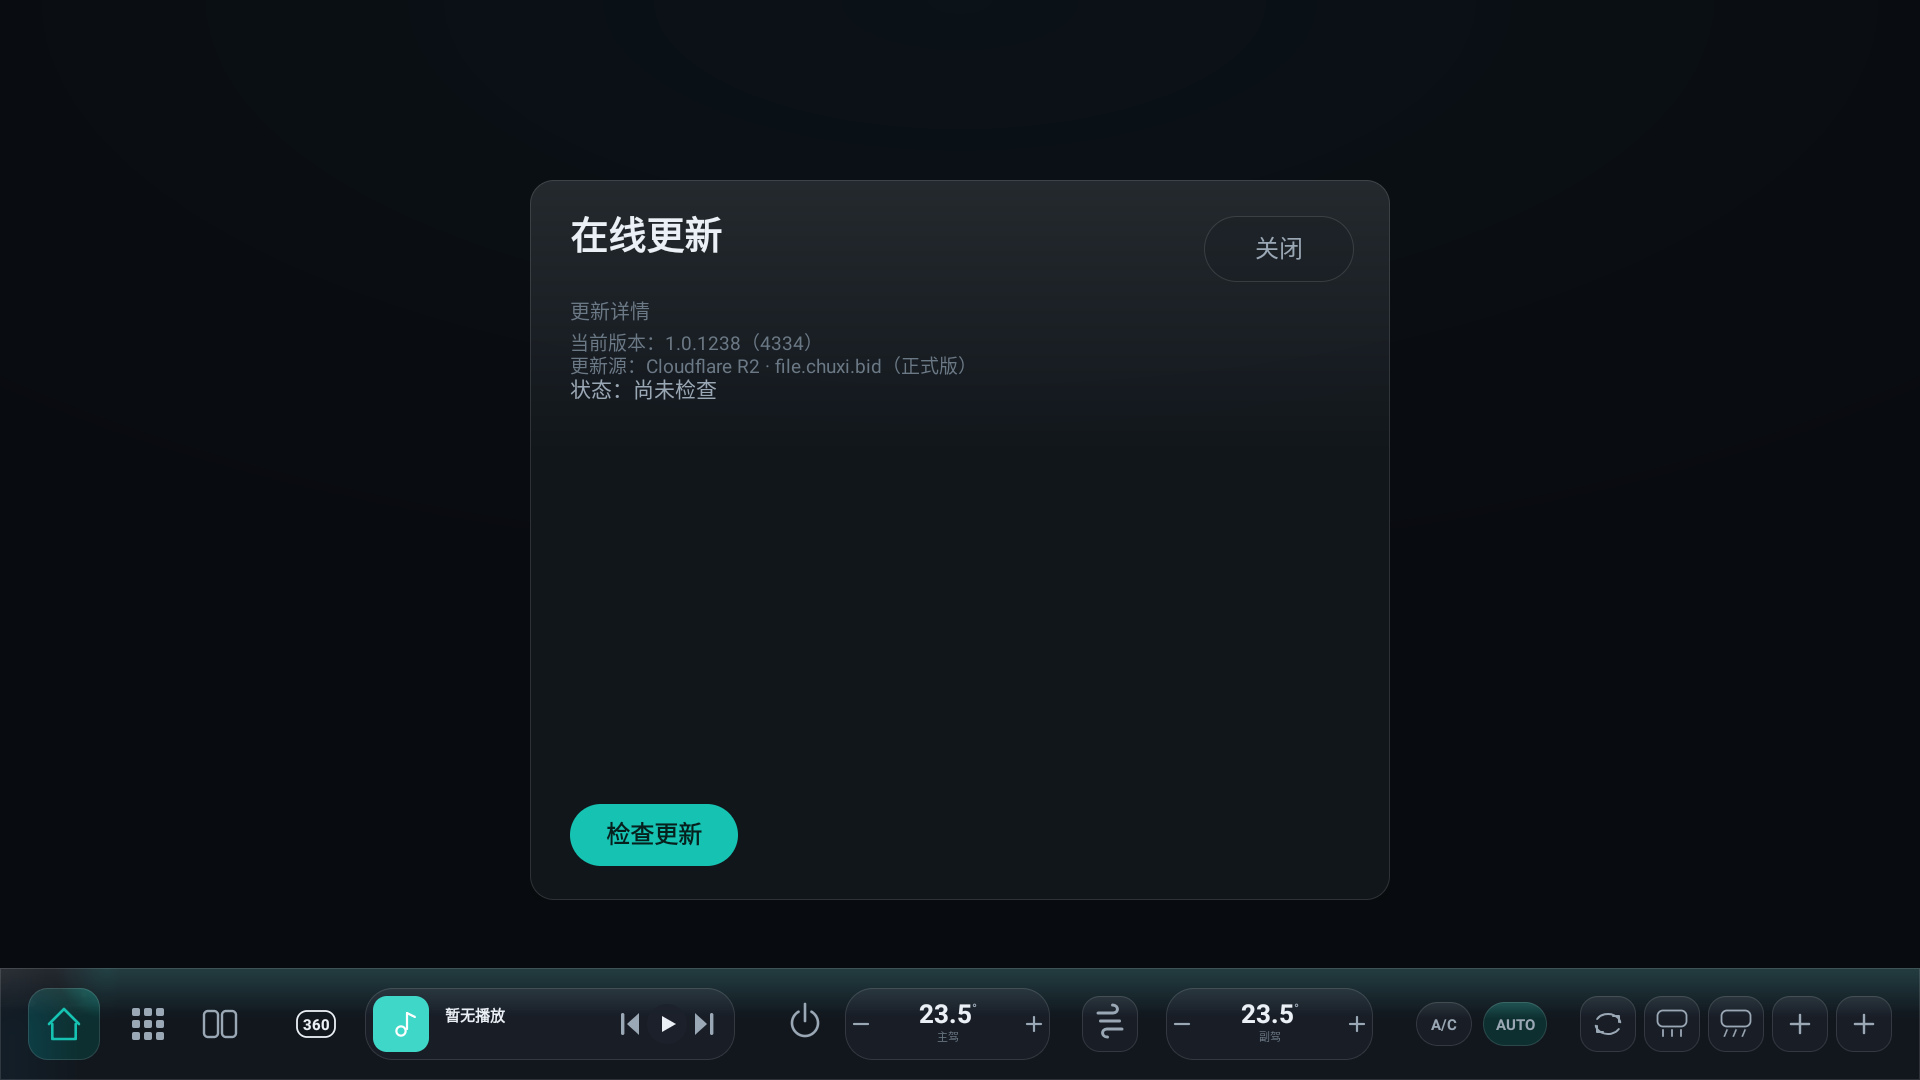 在线更新
关闭
更新详情
当前版本：1.0.1238（4334）
更新源：Cloudflare R2 · file.chuxi.bid（正式版）
状态：尚未检查
检查更新
360
暂无播放
23.5°
主驾
23.5°
副驾
A/C
AUTO